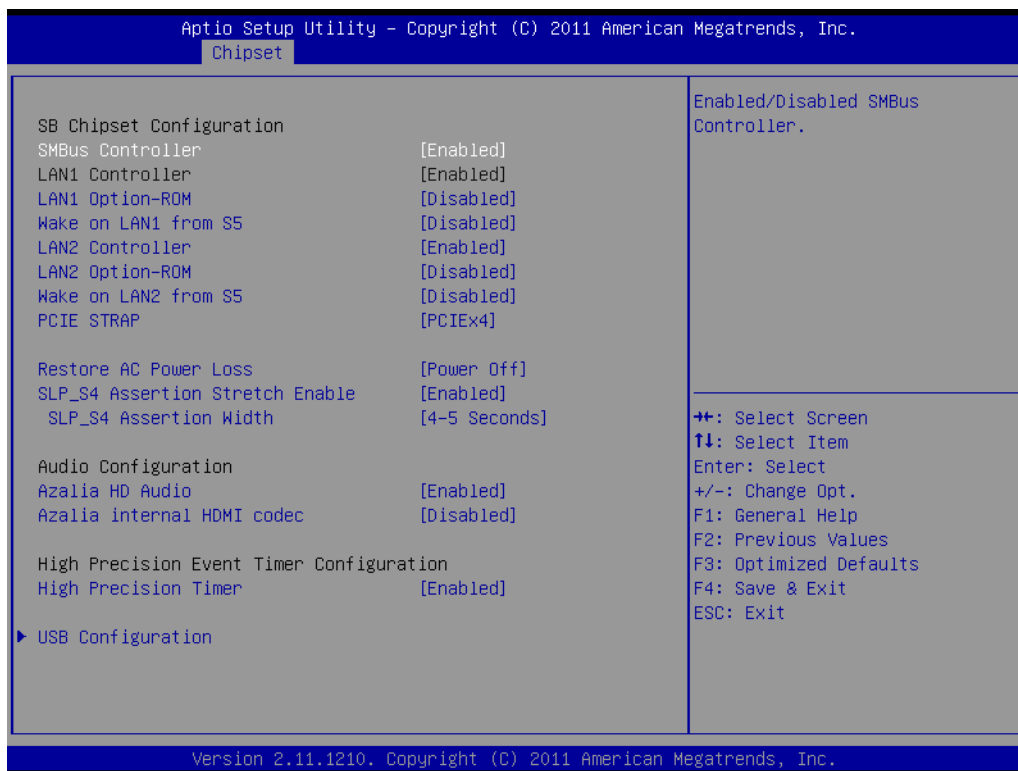 Aptio Setup Utility – Copyright (C) 2011 American Megatrends, Inc.
Chipset
SB Chipset Configuration
SMBus Controller [Enabled]
LAN1 Controller [Enabled]
LAN1 Option-ROM [Disabled]
Wake on LAN1 from S5 [Disabled]
LAN2 Controller [Enabled]
LAN2 Option-ROM [Disabled]
Wake on LAN2 from S5 [Disabled]
PCIE STRAP [PCIEx4]
Restore AC Power Loss [Power Off]
SLP_S4 Assertion Stretch Enable [Enabled]
SLP_S4 Assertion Width [4-5 Seconds]
Audio Configuration
Azalia HD Audio [Enabled]
Azalia internal HDMI codec [Disabled]
High Precision Event Timer Configuration
High Precision Timer [Enabled]
▶ USB Configuration
Enabled/Disabled SMBus
Controller.
→←: Select Screen
↑↓: Select Item
Enter: Select
+/-: Change Opt.
F1: General Help
F2: Previous Values
F3: Optimized Defaults
F4: Save & Exit
ESC: Exit
Version 2.11.1210. Copyright (C) 2011 American Megatrends, Inc.